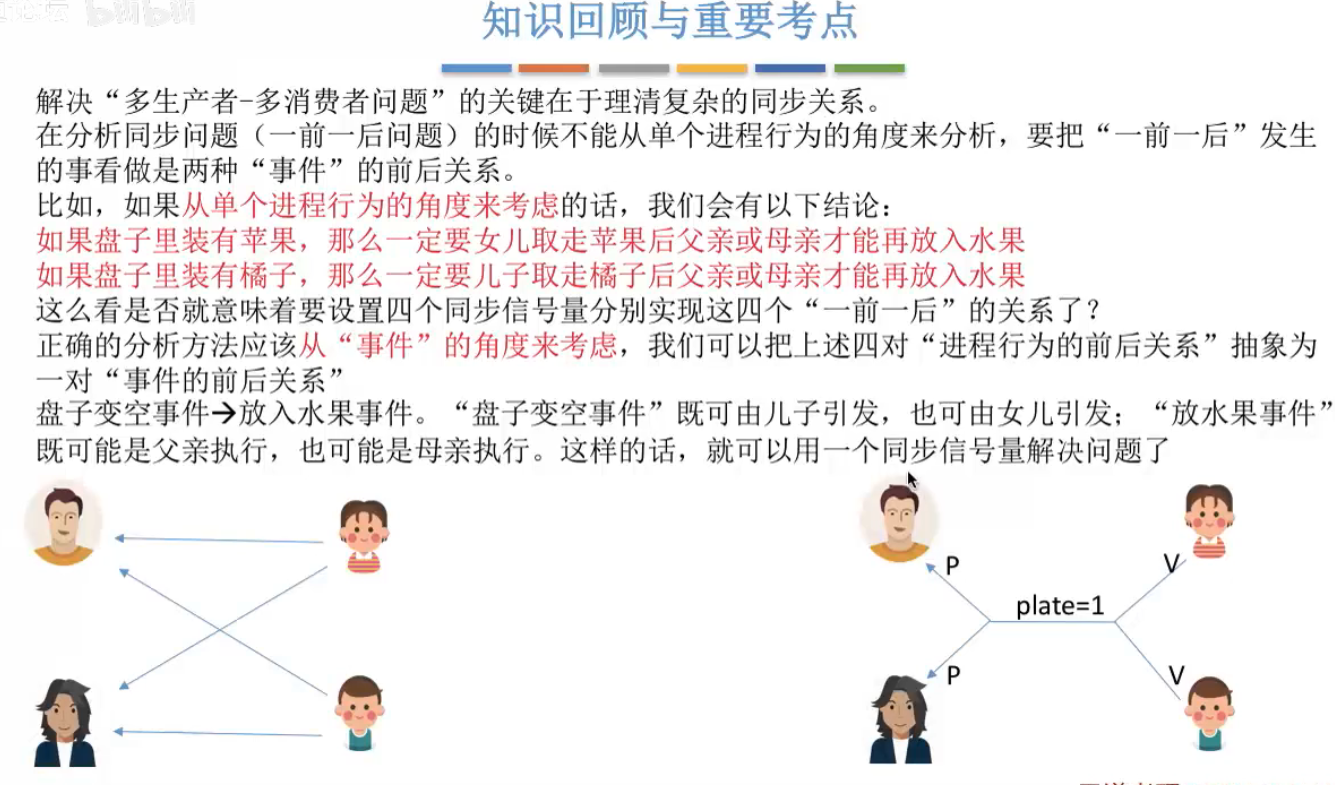 bilibili
知识回顾与重要考点
解决“多生产者-多消费者问题”的关键在于理清复杂的同步关系。
在分析同步问题（一前一后问题）的时候不能从单个进程行为的角度来分析，要把“一前一后”发生
的事看做是两种“事件”的前后关系。
比如，如果从单个进程行为的角度来考虑的话，我们会有以下结论：
如果盘子里装有苹果，那么一定要女儿取走苹果后父亲或母亲才能再放入水果
如果盘子里装有橘子，那么一定要儿子取走橘子后父亲或母亲才能再放入水果
这么看是否就意味着要设置四个同步信号量分别实现这四个“一前一后”的关系了？
正确的分析方法应该从“事件”的角度来考虑，我们可以把上述四对“进程行为的前后关系”抽象为
一对“事件的前后关系”
盘子变空事件→放入水果事件。“盘子变空事件”既可由儿子引发，也可由女儿引发；“放水果事件”
既可能是父亲执行，也可能是母亲执行。这样的话，就可以用一个同步信号量解决问题了
P
V
plate=1
P
V